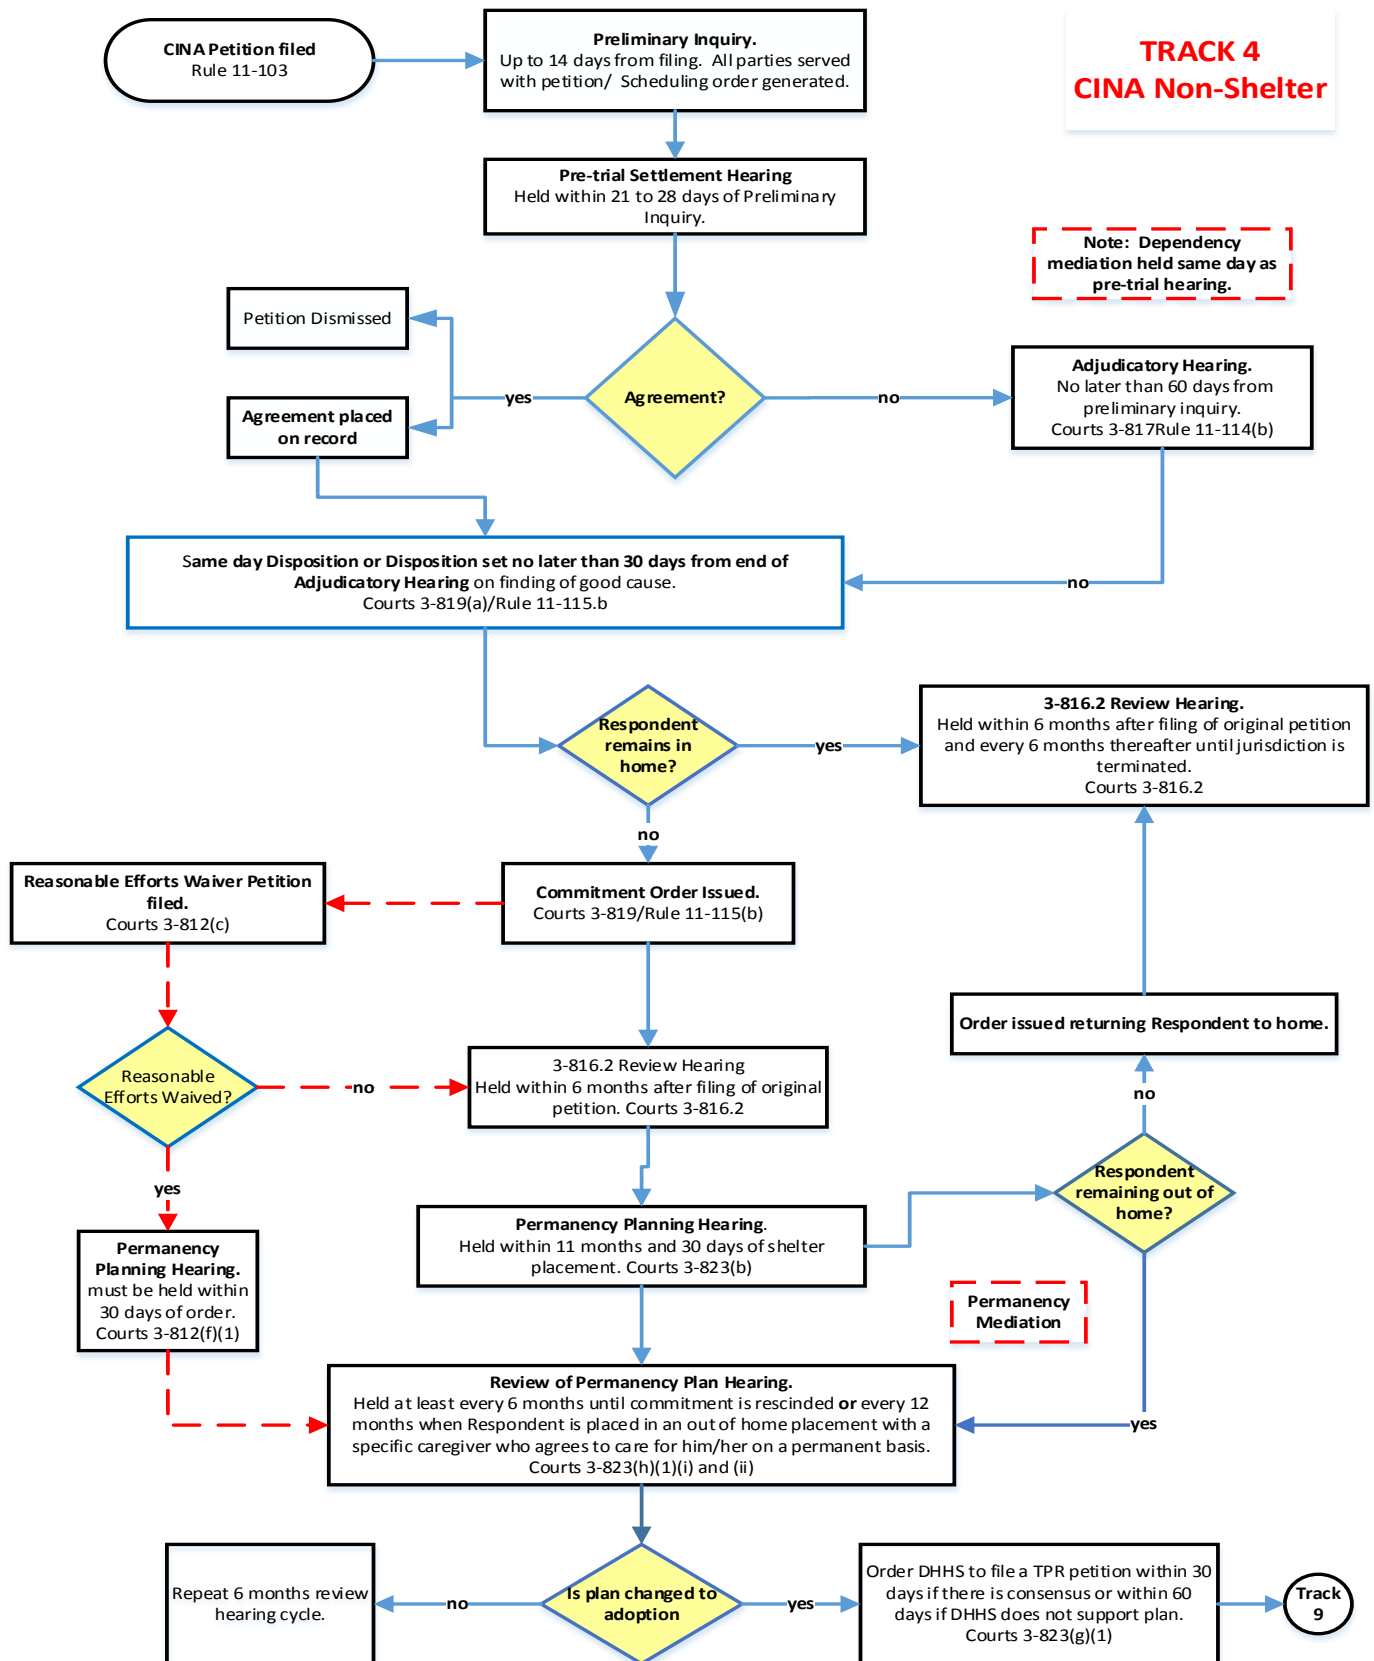 CINA Petition filed
Rule 11-103
Preliminary Inquiry.
Up to 14 days from filing.  All parties served
with petition/  Scheduling order generated.
TRACK 4
CINA Non-Shelter
Pre-trial Settlement Hearing
Held within 21 to 28 days of Preliminary
Inquiry.
Note:  Dependency
mediation held same day as
pre-trial hearing.
Petition Dismissed
Agreement placed
on record
yes
Agreement?
no
Adjudicatory Hearing.
No later than 60 days from
preliminary inquiry.
Courts 3-817Rule 11-114(b)
Same day Disposition or Disposition set no later than 30 days from end of
Adjudicatory Hearing on finding of good cause.
Courts 3-819(a)/Rule 11-115.b
no
Respondent
remains in
home?
yes
3-816.2 Review Hearing.
Held within 6 months after filing of original petition
and every 6 months thereafter until jurisdiction is
terminated.
Courts 3-816.2
no
Reasonable Efforts Waiver Petition
filed.
Courts 3-812(c)
Commitment Order Issued.
Courts 3-819/Rule 11-115(b)
Order issued returning Respondent to home.
Reasonable
Efforts Waived?
no
3-816.2 Review Hearing
Held within 6 months after filing of original
petition. Courts 3-816.2
no
Respondent
remaining out of
home?
yes
Permanency
Planning Hearing.
must be held within
30 days of order.
Courts 3-812(f)(1)
Permanency Planning Hearing.
Held within 11 months and 30 days of shelter
placement. Courts 3-823(b)
Permanency
Mediation
Review of Permanency Plan Hearing.
Held at least every 6 months until commitment is rescinded or every 12
months when Respondent is placed in an out of home placement with a
specific caregiver who agrees to care for him/her on a permanent basis.
Courts 3-823(h)(1)(i) and (ii)
yes
Repeat 6 months review
hearing cycle.
no
Is plan changed to
adoption
yes
Order DHHS to file a TPR petition within 30
days if there is consensus or within 60
days if DHHS does not support plan.
Courts 3-823(g)(1)
Track
9